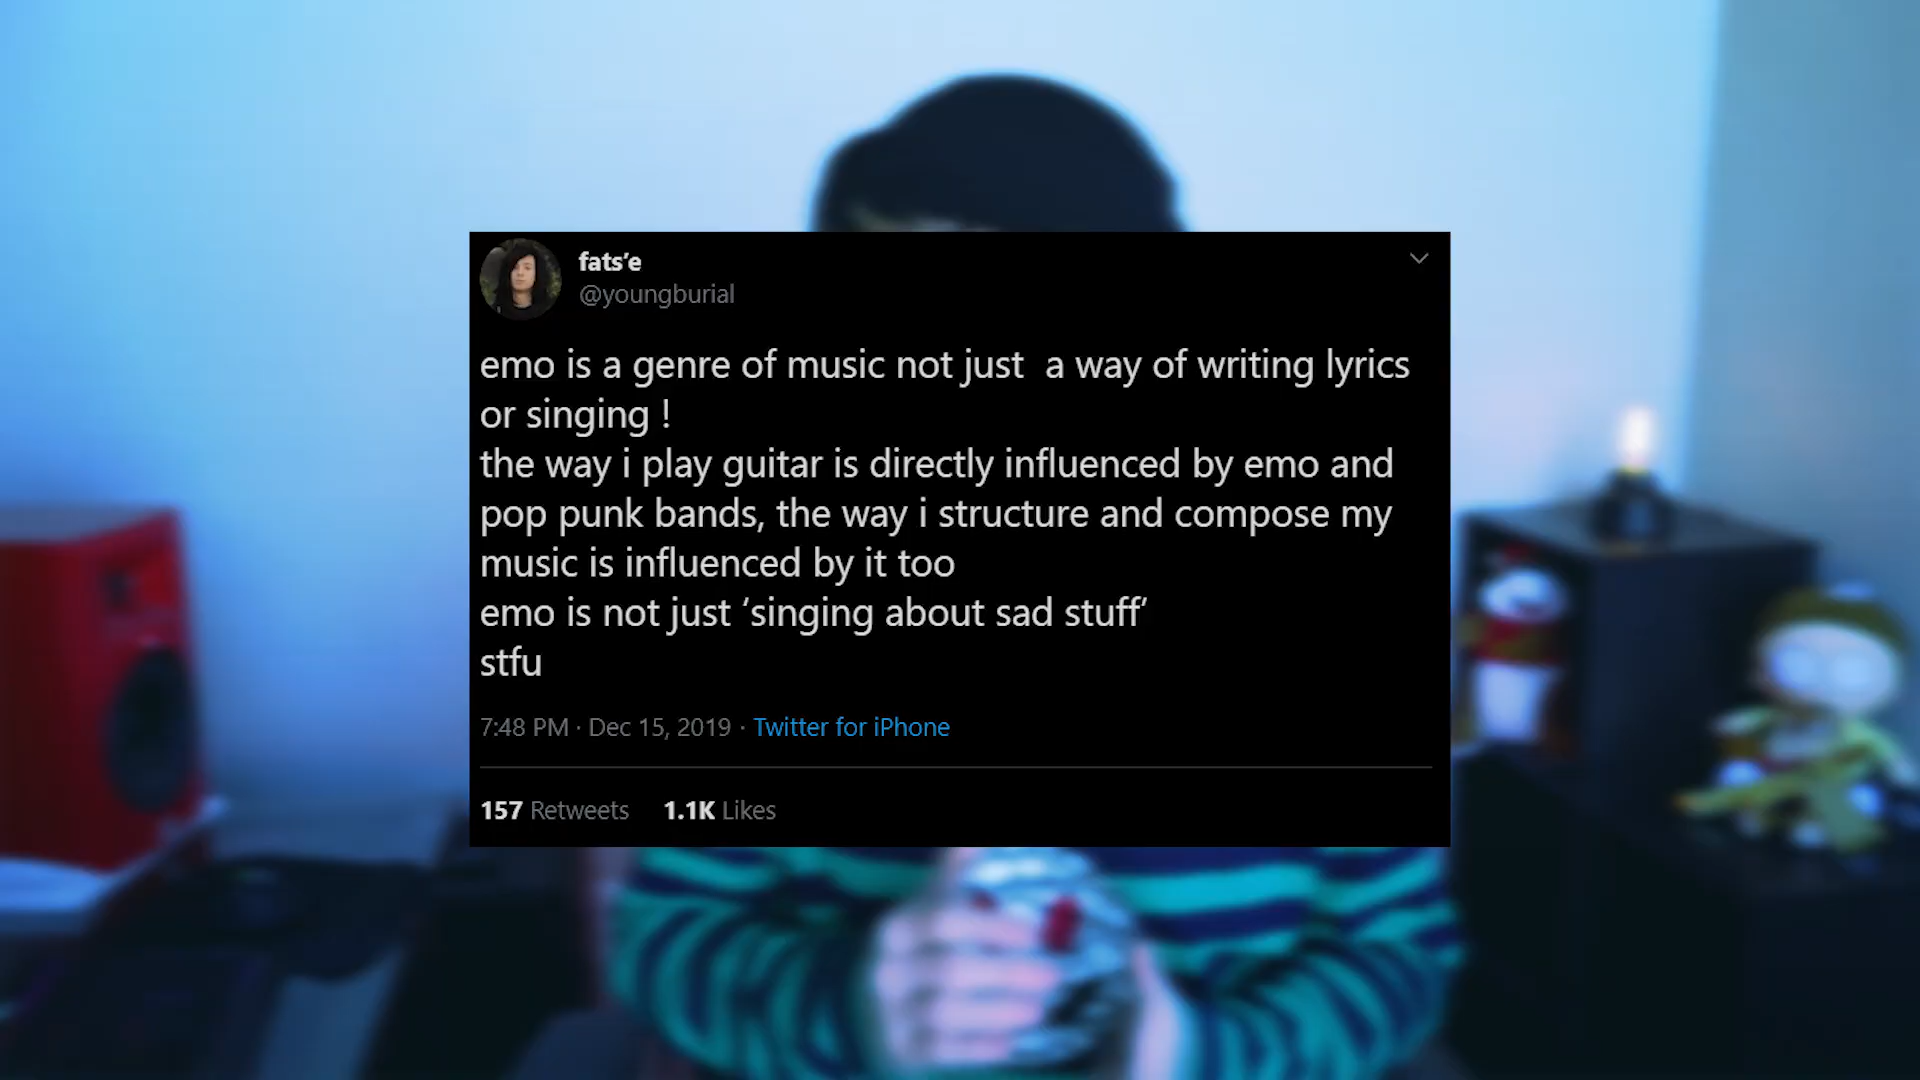 fats’e
@youngburial
emo is a genre of music not just  a way of writing lyrics
or singing !
the way i play guitar is directly influenced by emo and
pop punk bands, the way i structure and compose my
music is influenced by it too
emo is not just ‘singing about sad stuff’
stfu
7:48 PM · Dec 15, 2019 · Twitter for iPhone
157 Retweets 1.1K Likes